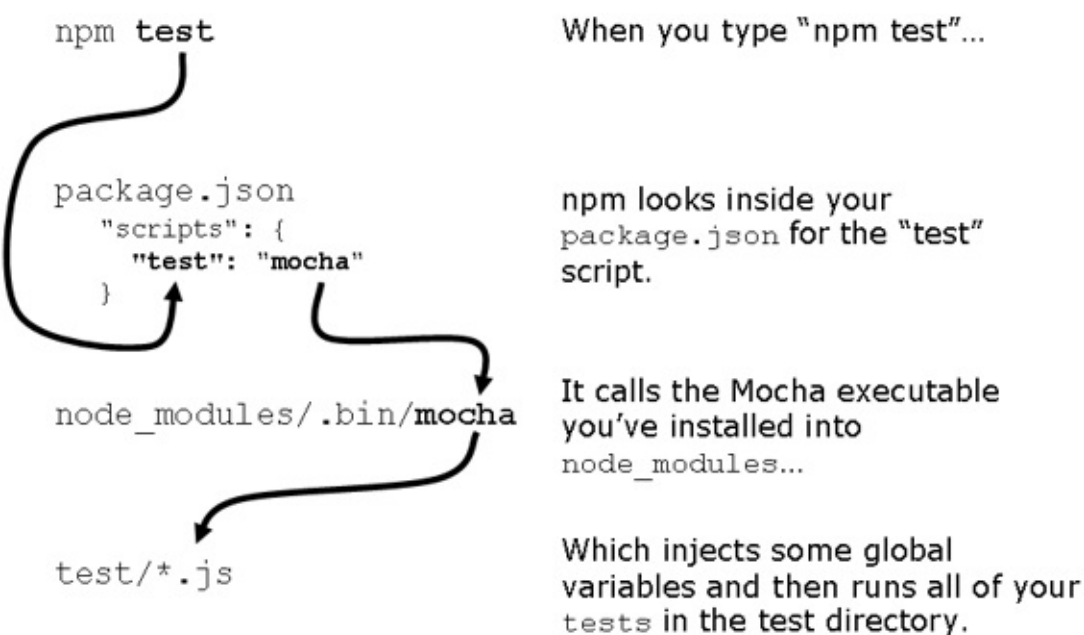 npm test
When you type “npm test”…
package.json
"scripts": {
"test": "mocha"
}
npm looks inside your
package.json for the “test”
script.
node_modules/.bin/mocha
It calls the Mocha executable
you’ve installed into
node_modules…
test/*.js
Which injects some global
variables and then runs all of your
tests in the test directory.